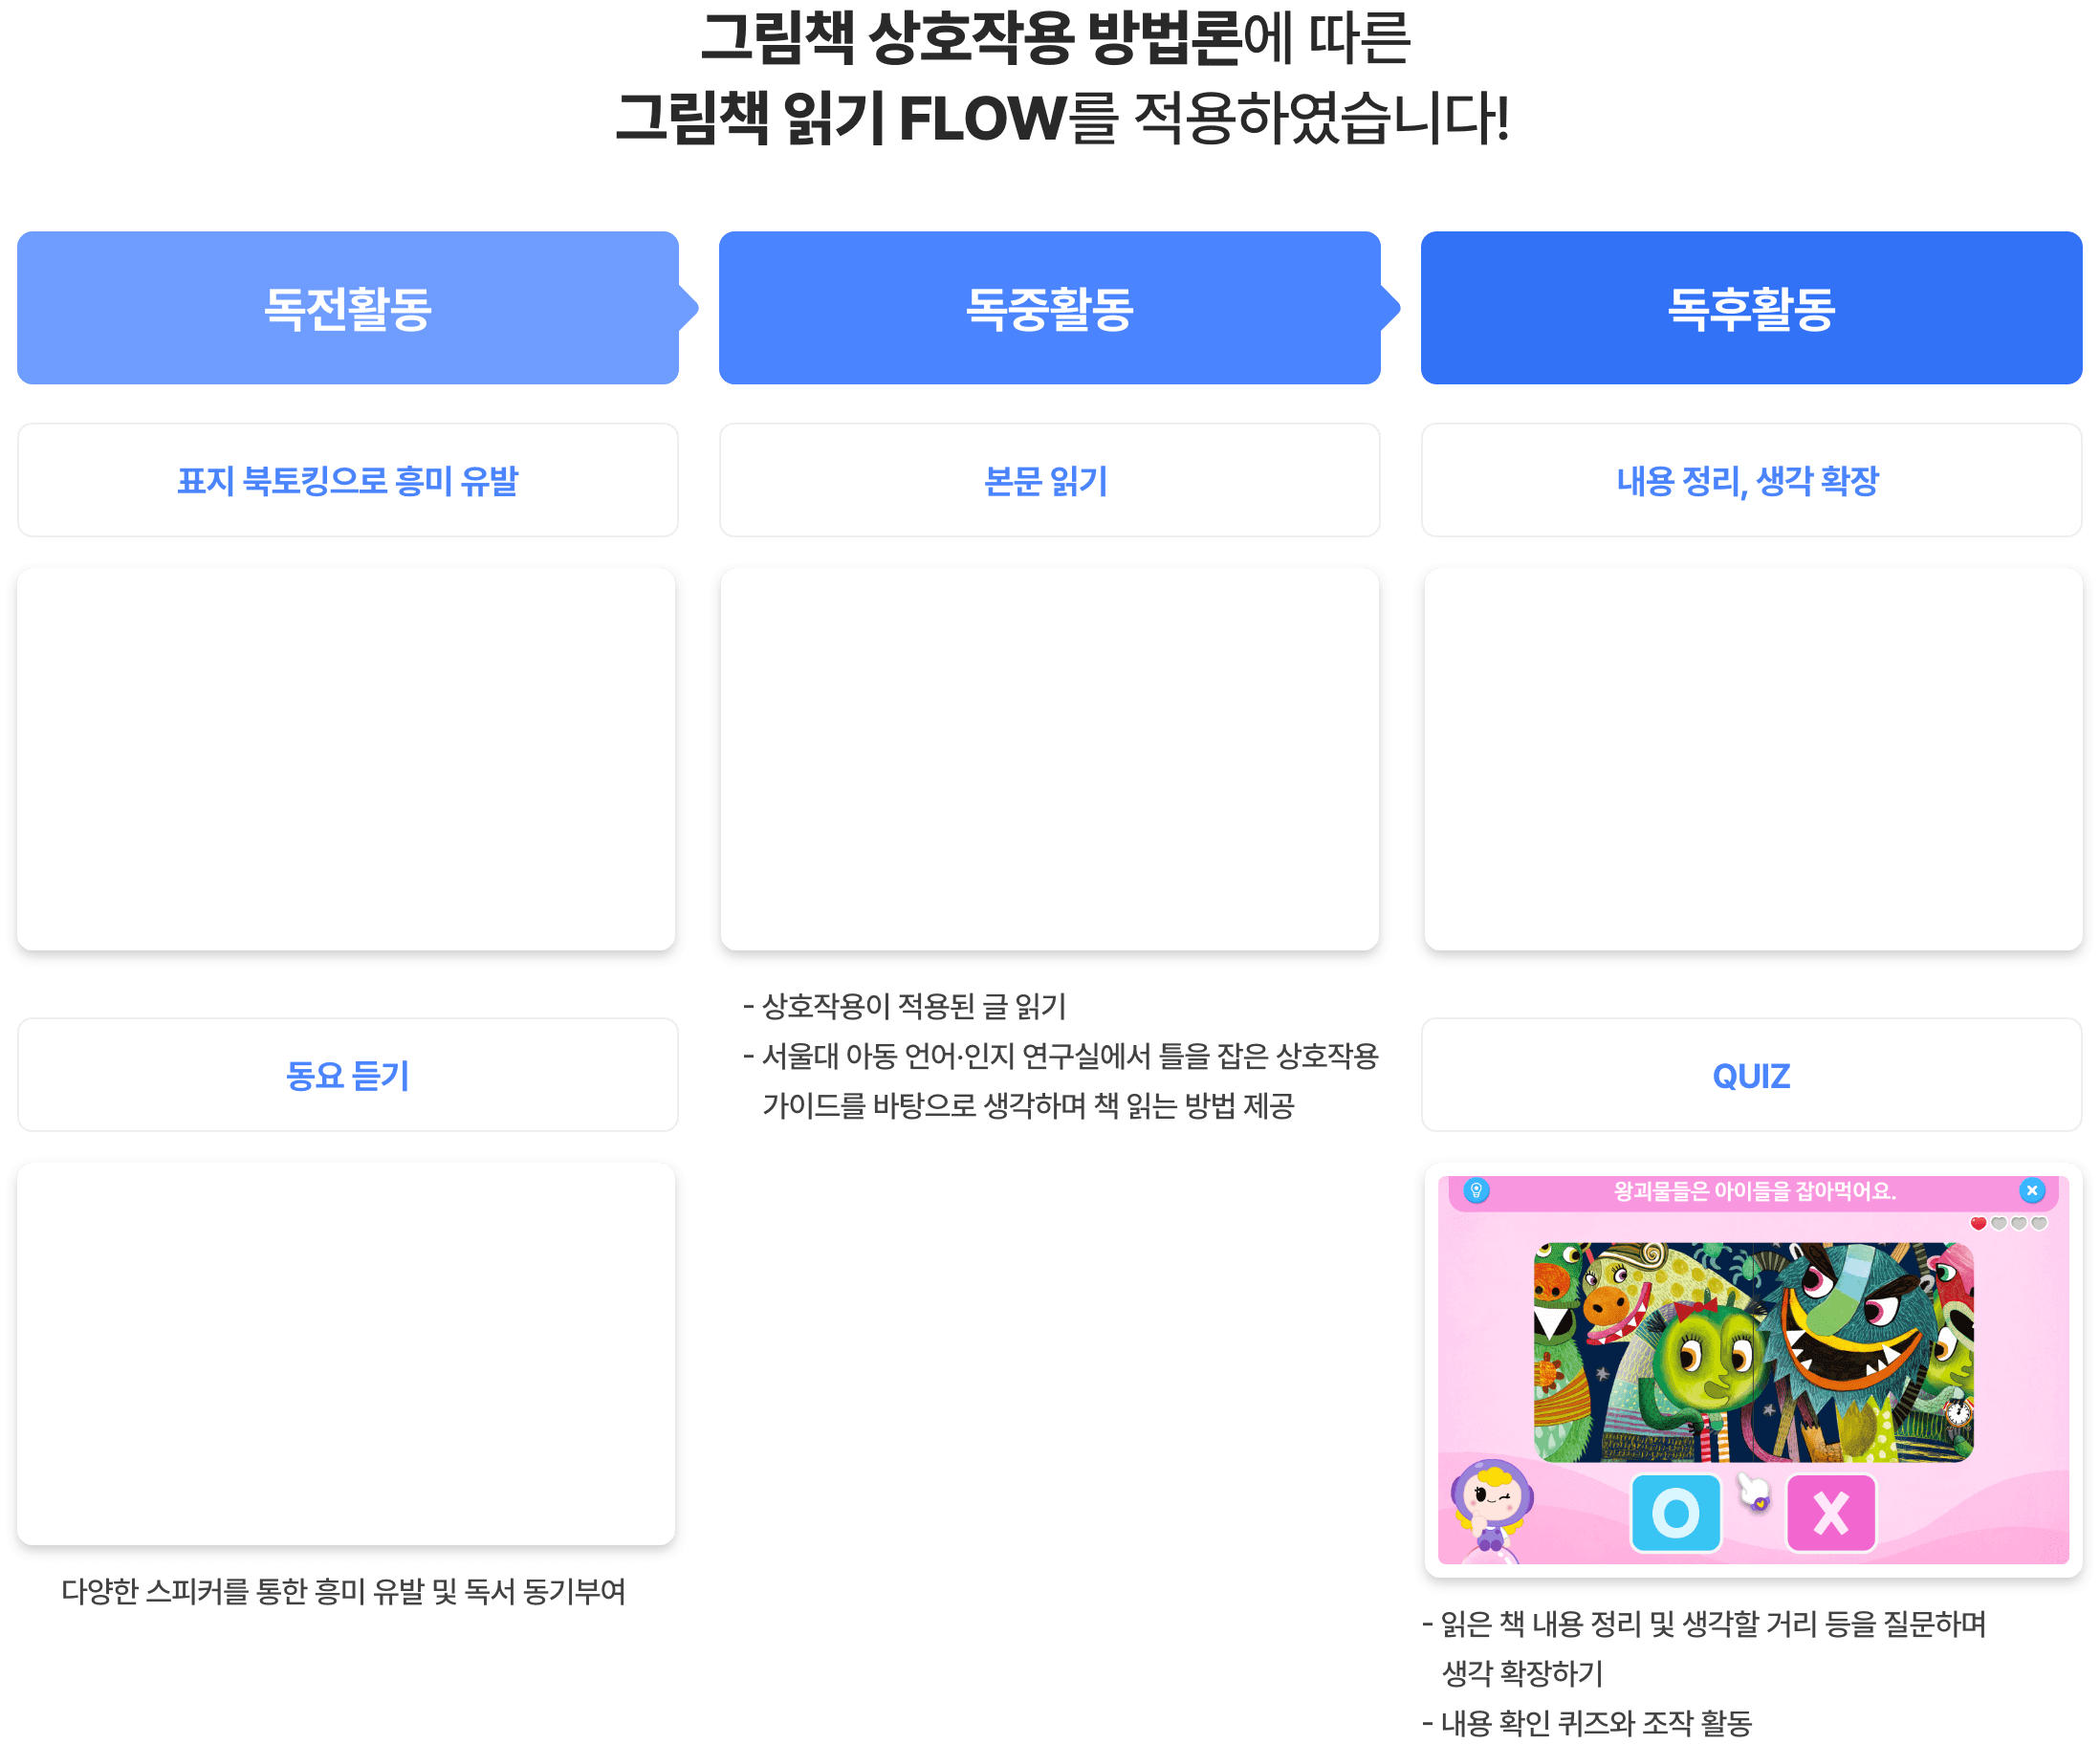 그림책 상호작용 방법론에 따른
그림책 읽기 FLOW를 적용하였습니다!
독전활동
표지 북토킹으로 흥미 유발
동요 듣기
다양한 스피커를 통한 흥미 유발 및 독서 동기부여
독중활동
본문 읽기
- 상호작용이 적용된 글 읽기
- 서울대 아동 언어·인지 연구실에서 틀을 잡은 상호작용
가이드를 바탕으로 생각하며 책 읽는 방법 제공
독후활동
내용 정리, 생각 확장
QUIZ
왕괴물들은 아이들을 잡아먹어요.
O
X
- 읽은 책 내용 정리 및 생각할 거리 등을 질문하며
생각 확장하기
- 내용 확인 퀴즈와 조작 활동